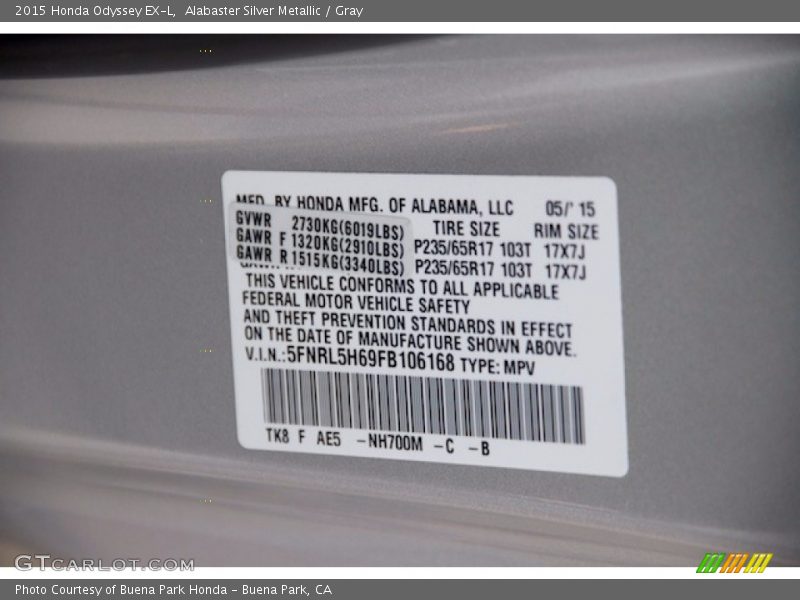 2015 Honda Odyssey EX-L, Alabaster Silver Metallic / Gray
MFD. BY HONDA MFG. OF ALABAMA, LLC 05/' 15
GVWR 2730KG(6019LBS) TIRE SIZE RIM SIZE
GAWR F 1320KG(2910LBS) P235/65R17 103T 17X7J
GAWR R 1515KG(3340LBS) P235/65R17 103T 17X7J
THIS VEHICLE CONFORMS TO ALL APPLICABLE
FEDERAL MOTOR VEHICLE SAFETY
AND THEFT PREVENTION STANDARDS IN EFFECT
ON THE DATE OF MANUFACTURE SHOWN ABOVE.
V.I.N.:5FNRL5H69FB106168 TYPE: MPV
TK8 F AE5 -NH700M -C -B
GTCARLOT.COM
Photo Courtesy of Buena Park Honda - Buena Park, CA